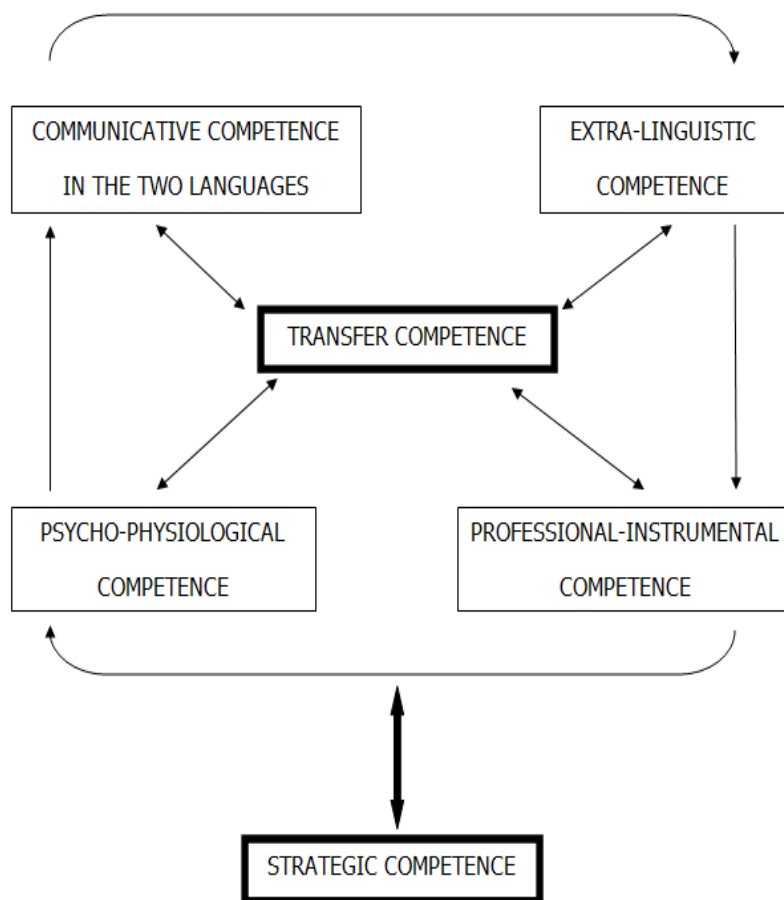 COMMUNICATIVE COMPETENCE
IN THE TWO LANGUAGES
EXTRA-LINGUISTIC
COMPETENCE
TRANSFER COMPETENCE
PSYCHO-PHYSIOLOGICAL
COMPETENCE
PROFESSIONAL-INSTRUMENTAL
COMPETENCE
STRATEGIC COMPETENCE